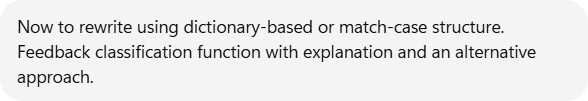 Now to rewrite using dictionary-based or match-case structure.
Feedback classification function with explanation and an alternative
approach.